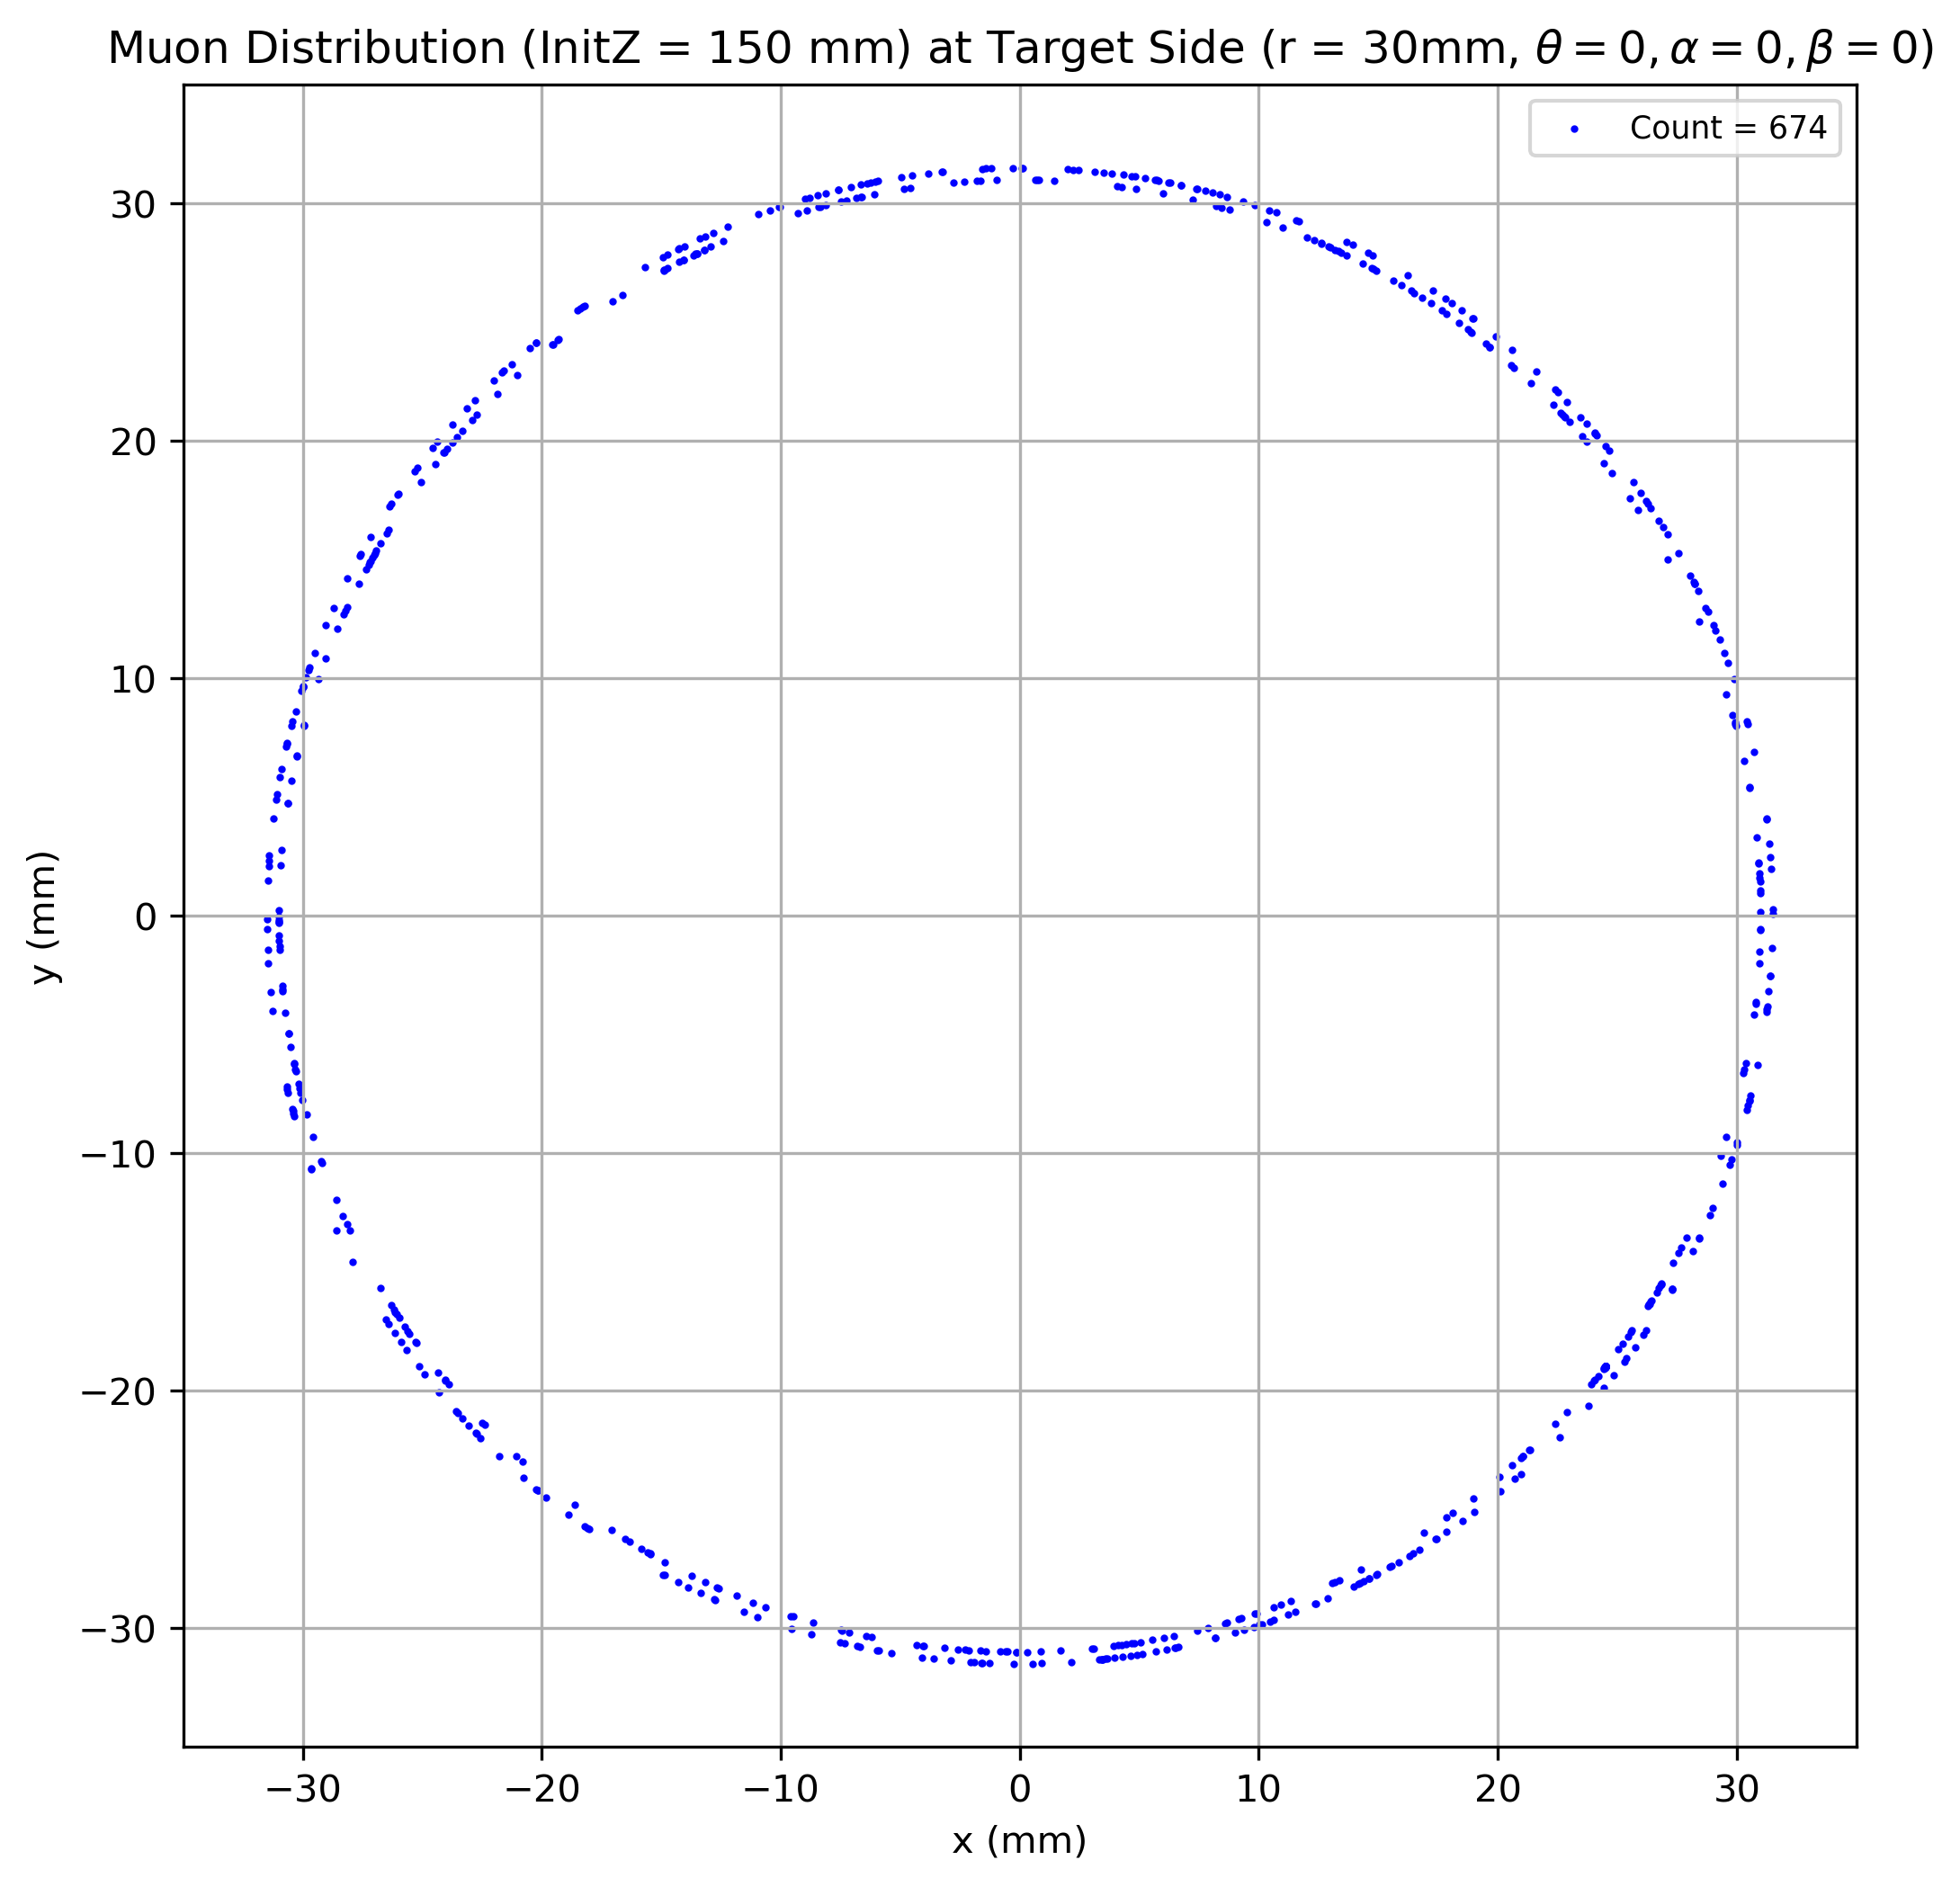 Muon Distribution (InitZ = 150 mm) at Target Side (r = 30mm, θ = 0, α = 0, β = 0)
Count = 674
30
20
10
0
−10
−20
−30
y (mm)
−30 −20 −10 0 10 20 30
x (mm)